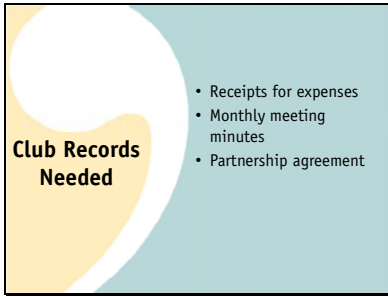 Club Records
Needed
• Receipts for expenses
• Monthly meeting
minutes
• Partnership agreement